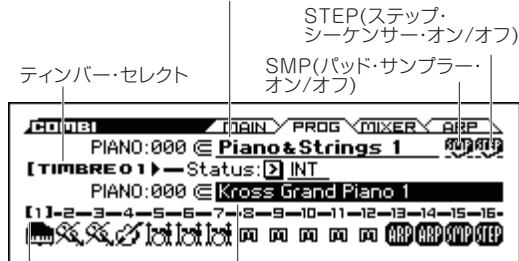 STEP(ステップ・
シーケンサー・オン/オフ)
SMP(パッド・サンプラー・
オン/オフ)
ティンバー・セレクト
COMBI MAIN PROG MIXER ARP
PIANO:000 Piano&Strings 1 SMP STEP
[TIMBRE01]—Status: INT
PIANO:000 Kross Grand Piano 1
[1]-2—3—4—5—6—7—8—9—10—11—12—13—14—15—16-
ARP ARP SMP STEP